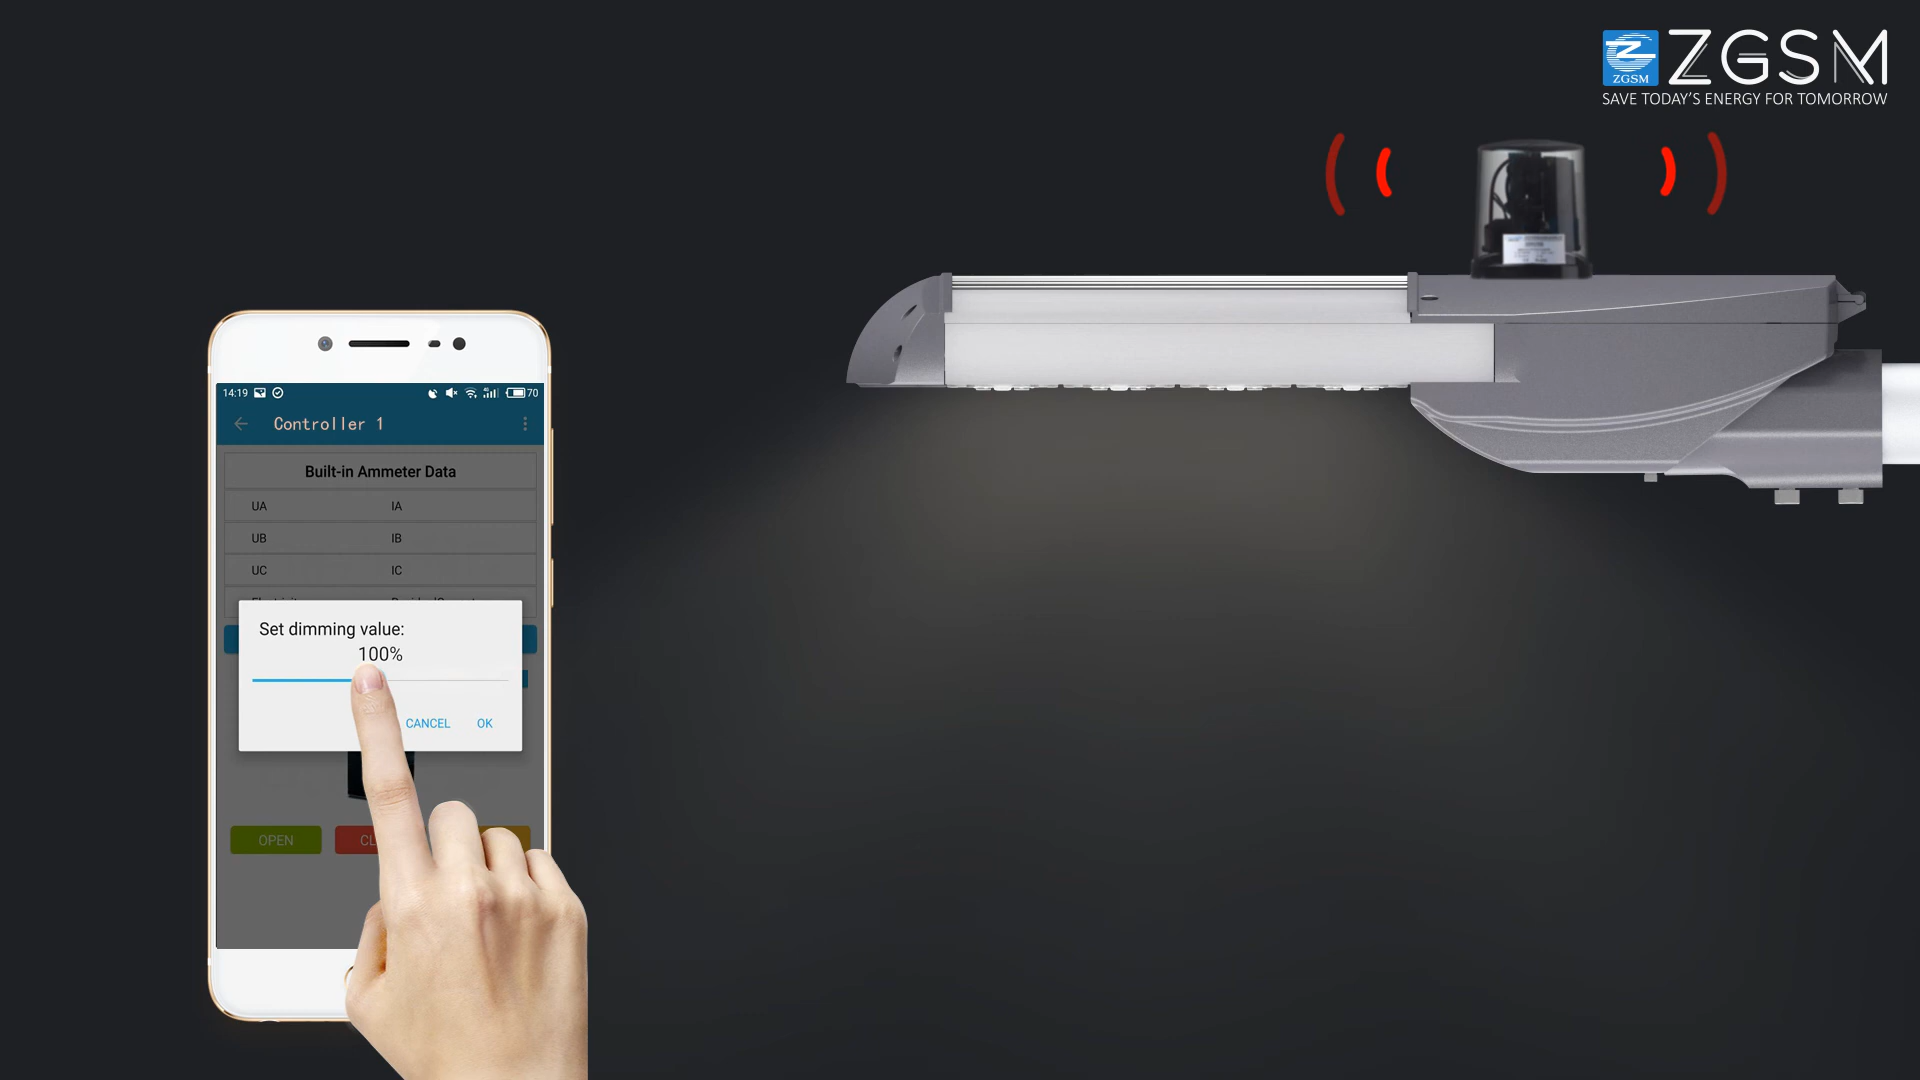 ZGSM
ZGSM
SAVE TODAY'S ENERGY FOR TOMORROW
14:19
70
Controller 1
Built-in Ammeter Data
UA IA
UB IB
UC IC
Set dimming value:
100%
CANCEL OK
OPEN CL